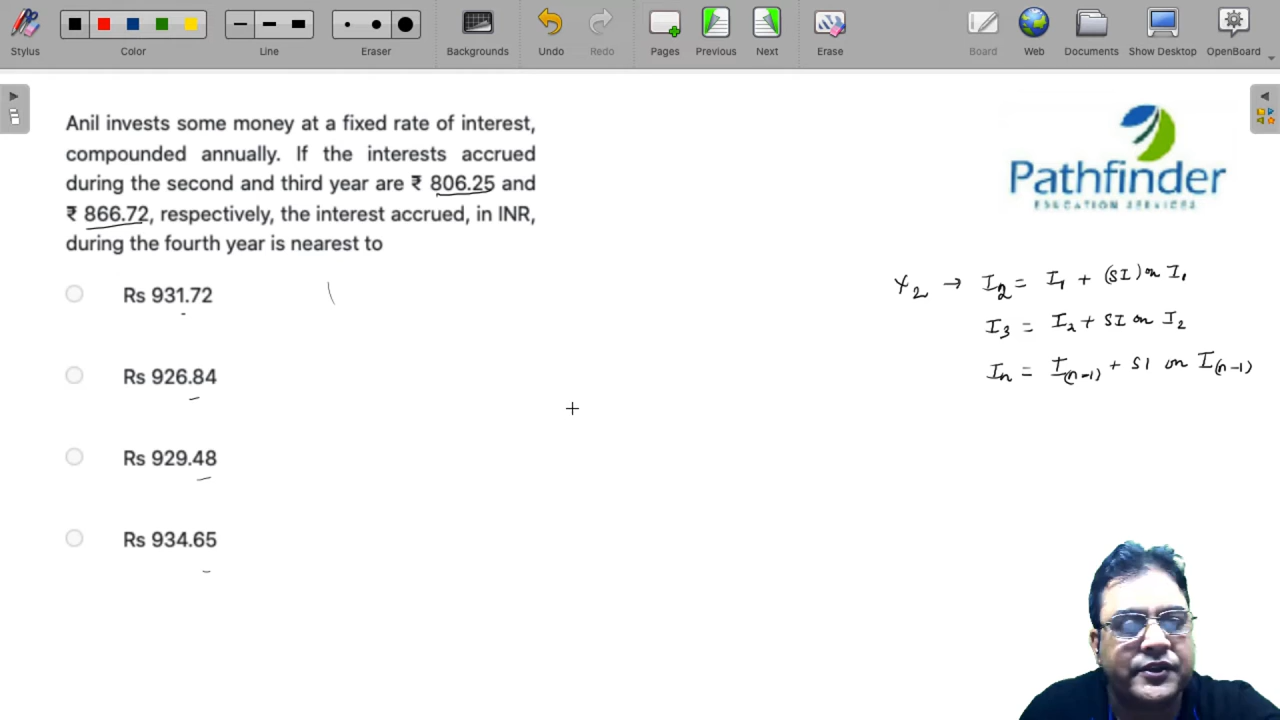 Stylus
Color
Line
Eraser
Backgrounds
Undo
Redo
Pages
Previous
Next
Erase
Board
Web
Documents
Show Desktop
OpenBoard
Anil invests some money at a fixed rate of interest,
compounded annually. If the interests accrued
during the second and third year are ₹ 806.25 and
₹ 866.72, respectively, the interest accrued, in INR,
during the fourth year is nearest to
Rs 931.72
Rs 926.84
Rs 929.48
Rs 934.65
Pathfinder
EDUCATION SERVICES
Y2 → I2 = I1 + (SI) on I1
I3 = I2 + SI on I2
In = I(n-1) + SI on I(n-1)